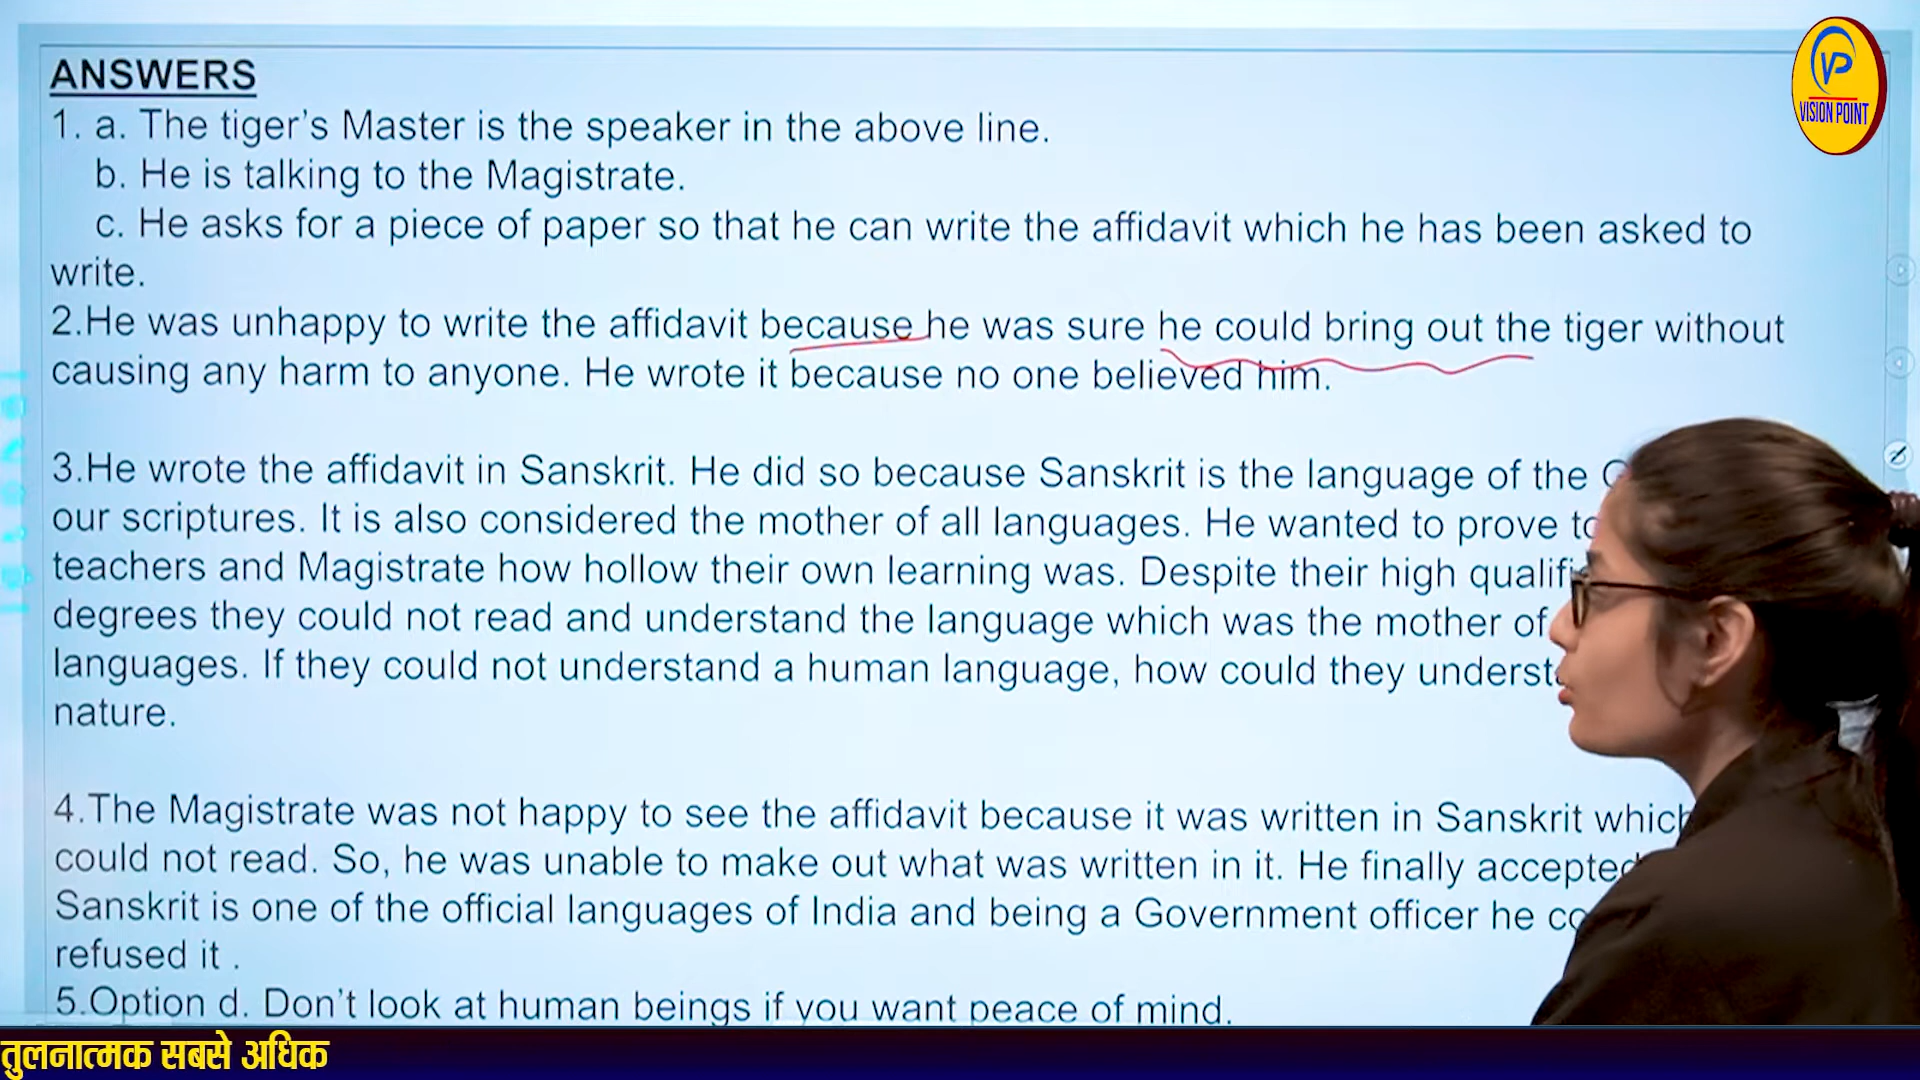 ANSWERS
VP
VISION POINT
1. a. The tiger's Master is the speaker in the above line.
b. He is talking to the Magistrate.
c. He asks for a piece of paper so that he can write the affidavit which he has been asked to
write.
2.He was unhappy to write the affidavit because he was sure he could bring out the tiger without
causing any harm to anyone. He wrote it because no one believed him.
3.He wrote the affidavit in Sanskrit. He did so because Sanskrit is the language of the
our scriptures. It is also considered the mother of all languages. He wanted to prove
teachers and Magistrate how hollow their own learning was. Despite their high
degrees they could not read and understand the language which was the mother of
languages. If they could not understand a human language, how could they
nature.
4.The Magistrate was not happy to see the affidavit because it was written in Sanskrit
could not read. So, he was unable to make out what was written in it. He finally
Sanskrit is one of the official languages of India and being a Government officer he
refused it .
5.Option d. Don't look at human beings if you want peace of mind.
तुलनात्मक सबसे अधिक